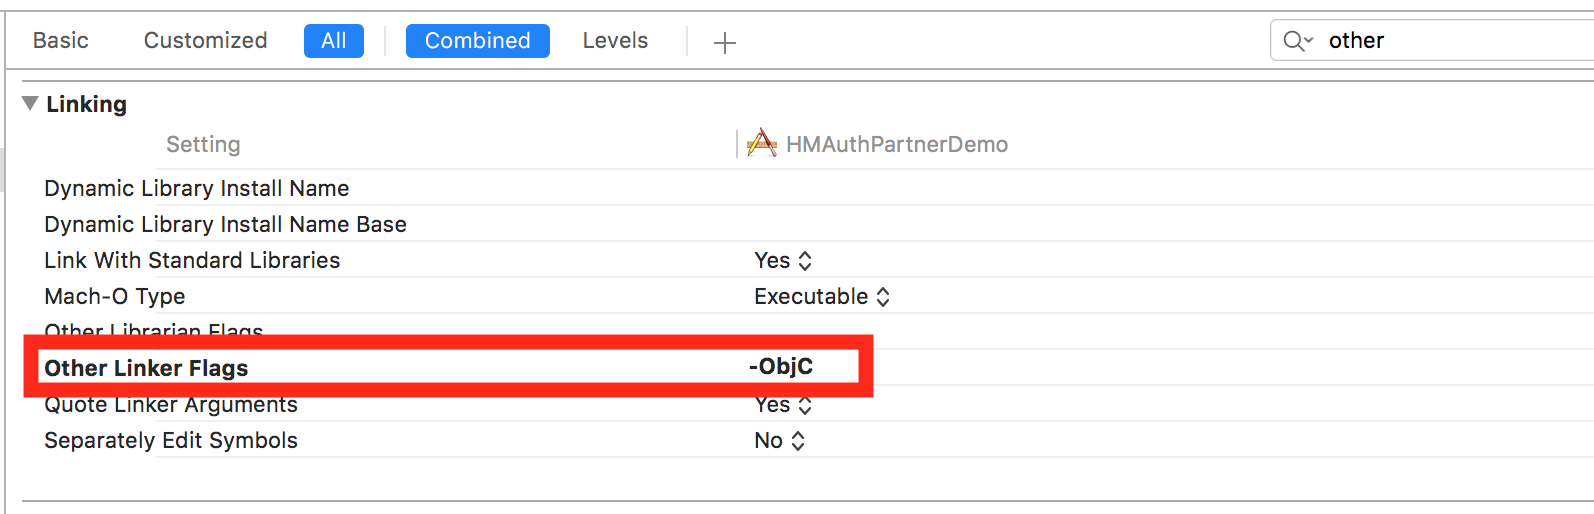 Basic Customized All Combined Levels + other
Linking
Setting HMAuthPartnerDemo
Dynamic Library Install Name
Dynamic Library Install Name Base
Link With Standard Libraries Yes
Mach-O Type Executable
Other Librarian Flags
Other Linker Flags -ObjC
Quote Linker Arguments Yes
Separately Edit Symbols No